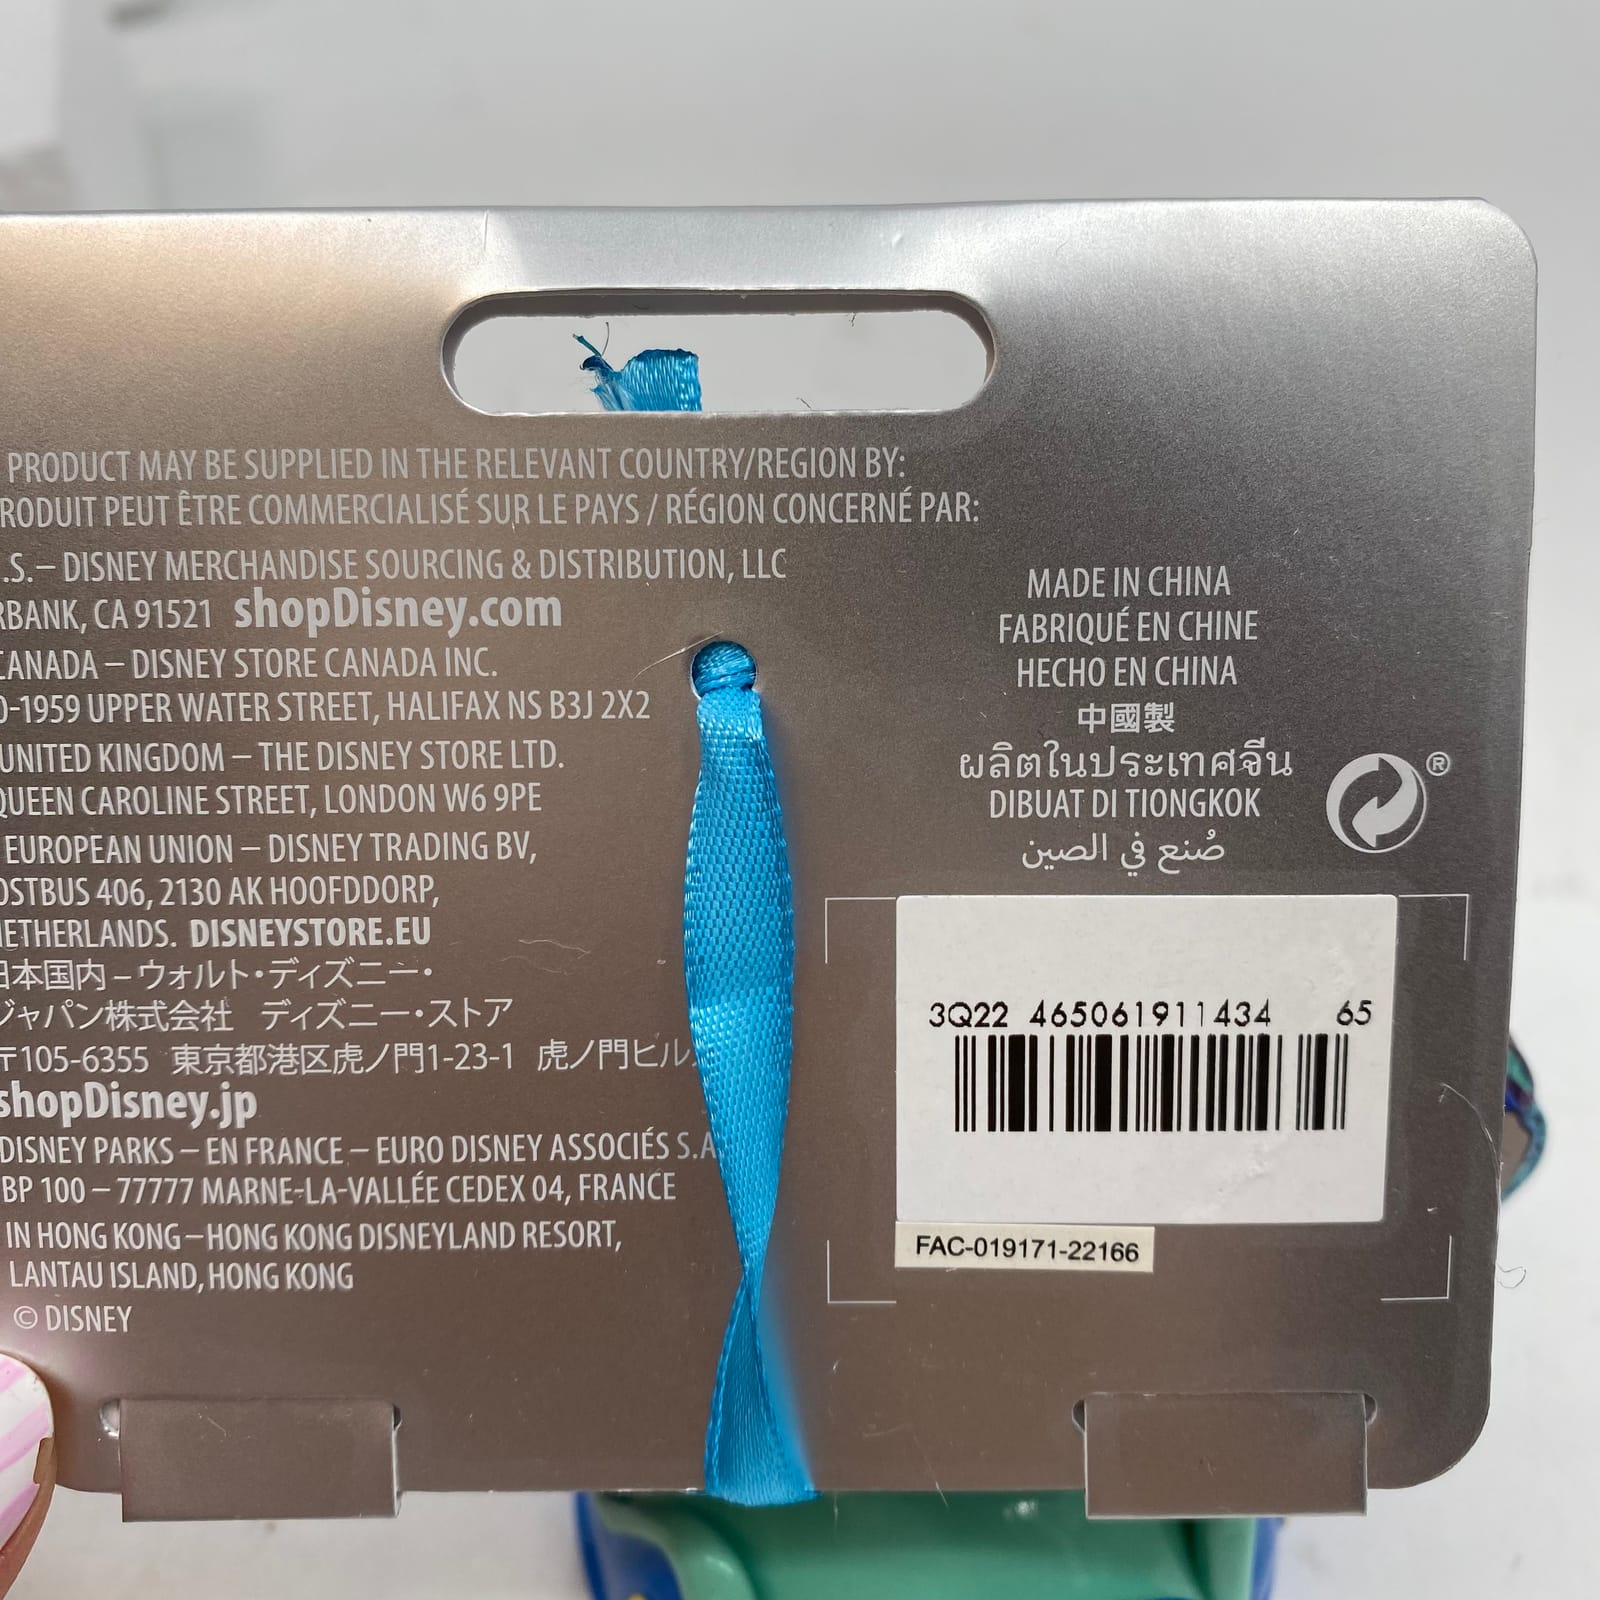 PRODUCT MAY BE SUPPLIED IN THE RELEVANT COUNTRY/REGION BY:
RODUIT PEUT ÊTRE COMMERCIALISÉ SUR LE PAYS / RÉGION CONCERNÉ PAR:
.S. – DISNEY MERCHANDISE SOURCING & DISTRIBUTION, LLC
RBANK, CA 91521 shopDisney.com
CANADA – DISNEY STORE CANADA INC.
0-1959 UPPER WATER STREET, HALIFAX NS B3J 2X2
UNITED KINGDOM – THE DISNEY STORE LTD.
QUEEN CAROLINE STREET, LONDON W6 9PE
EUROPEAN UNION – DISNEY TRADING BV,
OSTBUS 406, 2130 AK HOOFDDORP,
NETHERLANDS. DISNEYSTORE.EU
日本国内 – ウォルト・ディズニー・
ジャパン株式会社 ディズニー・ストア
〒105-6355 東京都港区虎ノ門1-23-1 虎ノ門ヒル
shopDisney.jp
DISNEY PARKS – EN FRANCE – EURO DISNEY ASSOCIÉS S.A
BP 100 – 77777 MARNE-LA-VALLÉE CEDEX 04, FRANCE
IN HONG KONG – HONG KONG DISNEYLAND RESORT,
LANTAU ISLAND, HONG KONG
© DISNEY
MADE IN CHINA
FABRIQUÉ EN CHINE
HECHO EN CHINA
中國製
ผลิตในประเทศจีน
DIBUAT DI TIONGKOK
صُنع في الصين
®
3Q22 465061911434 65
FAC-019171-22166